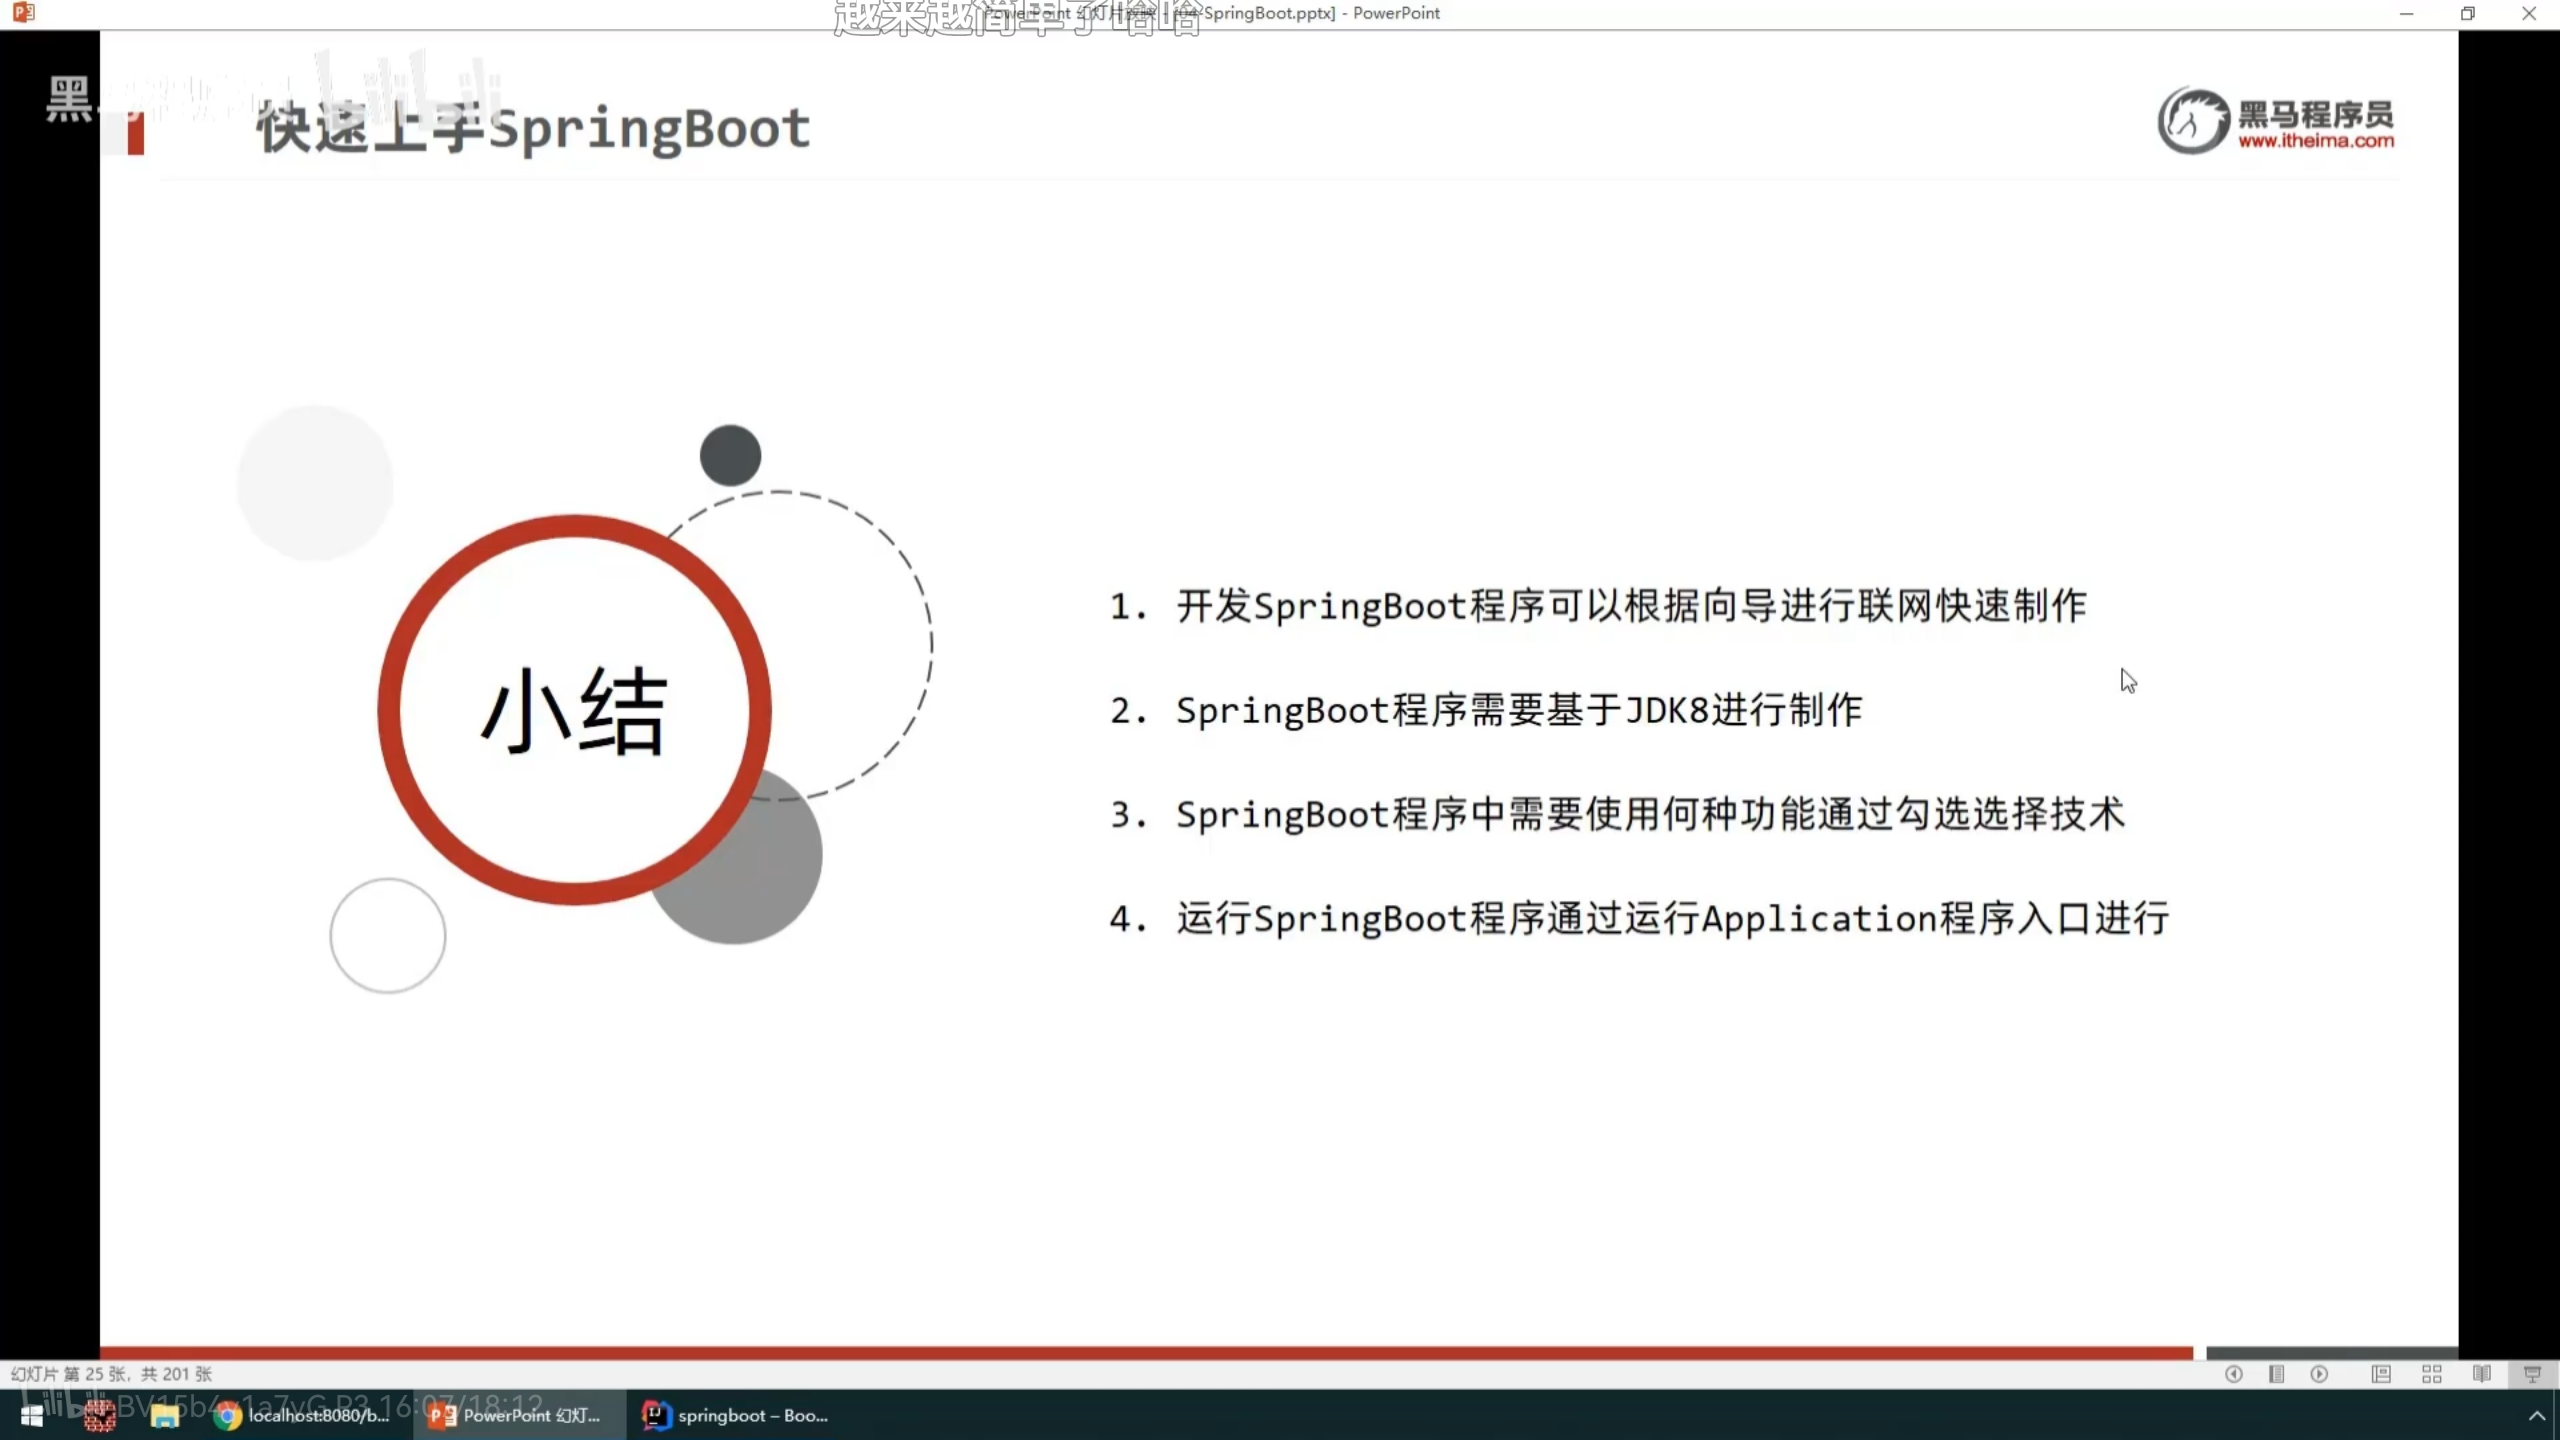 PowerPoint 幻灯片放映 - [04-SpringBoot.pptx] - PowerPoint
越来越简单了哈哈
快速上手SpringBoot
黑马程序员
www.itheima.com
小结
1. 开发SpringBoot程序可以根据向导进行联网快速制作
2. SpringBoot程序需要基于JDK8进行制作
3. SpringBoot程序中需要使用何种功能通过勾选选择技术
4. 运行SpringBoot程序通过运行Application程序入口进行
幻灯片 第 25 张，共 201 张
bilibili BV15b4y1a7yG P3 16:07/18:12
localhost:8080/b...
PowerPoint 幻灯...
springboot – Boo...